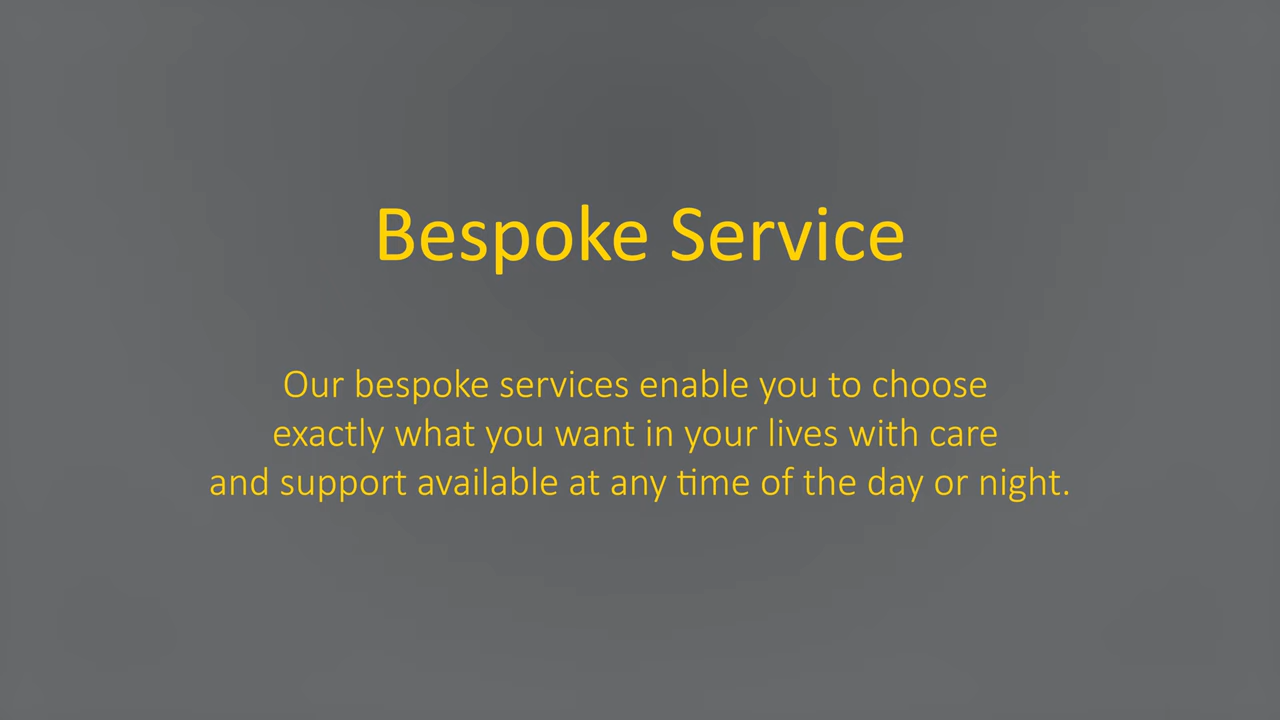 Bespoke Service
Our bespoke services enable you to choose
exactly what you want in your lives with care
and support available at any time of the day or night.